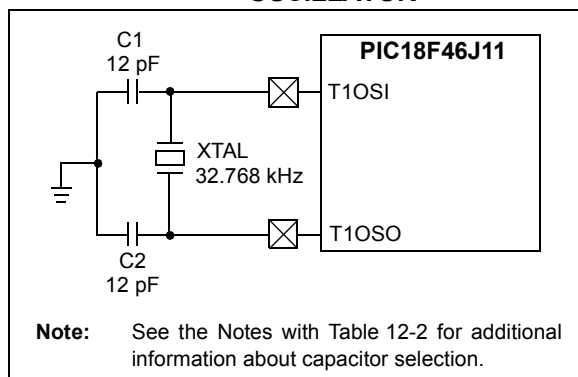 OSCILLATOR
C1
12 pF
PIC18F46J11
T1OSI
XTAL
32.768 kHz
T1OSO
C2
12 pF
Note: See the Notes with Table 12-2 for additional
information about capacitor selection.